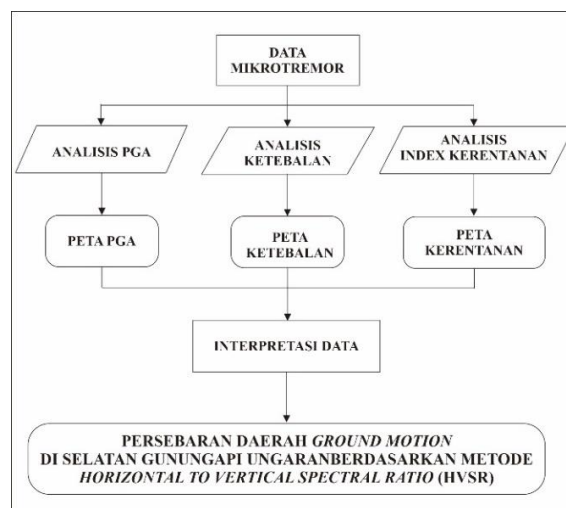 DATA
MIKROTREMOR
ANALISIS PGA
ANALISIS
KETEBALAN
ANALISIS
INDEX KERENTANAN
PETA PGA
PETA
KETEBALAN
PETA
KERENTANAN
INTERPRETASI DATA
PERSEBARAN DAERAH GROUND MOTION
DI SELATAN GUNUNGAPI UNGARANBERDASARKAN METODE
HORIZONTAL TO VERTICAL SPECTRAL RATIO (HVSR)